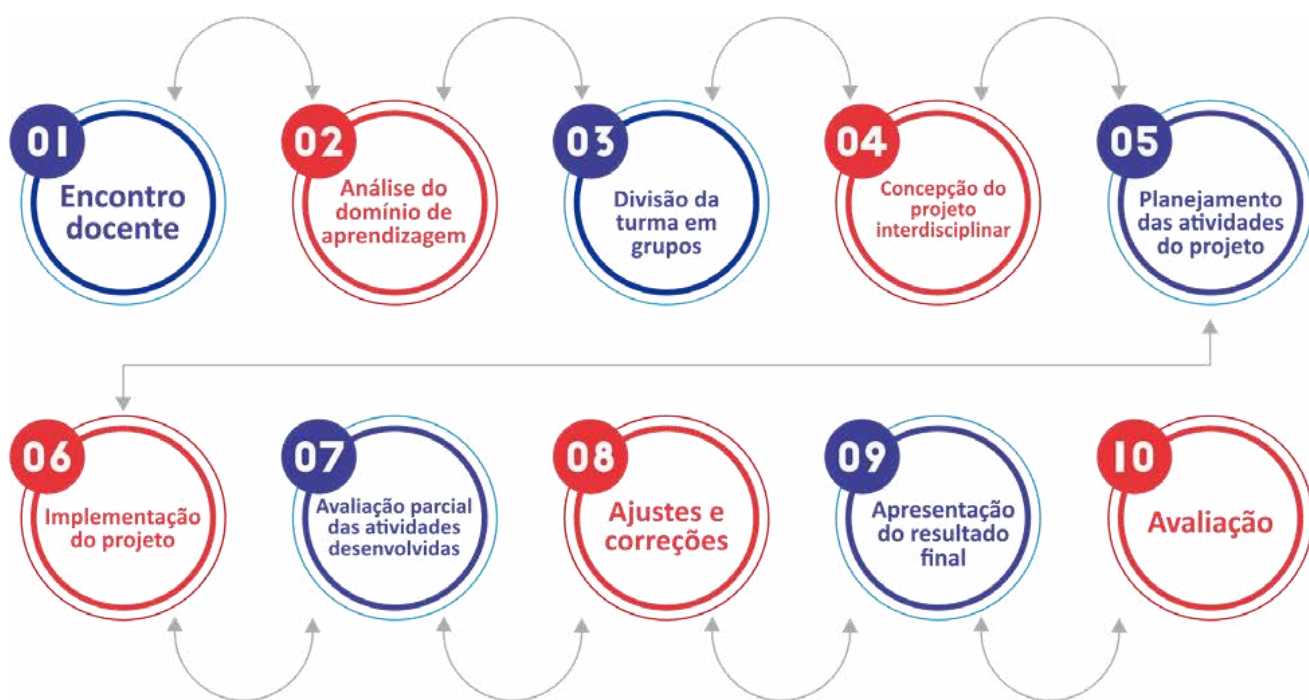 01
Encontro
docente
02
Análise do
domínio de
aprendizagem
03
Divisão da
turma em
grupos
04
Concepção do
projeto
interdisciplinar
05
Planejamento
das atividades
do projeto
06
Implementação
do projeto
07
Avaliação parcial
das atividades
desenvolvidas
08
Ajustes e
correções
09
Apresentação
do resultado
final
10
Avaliação